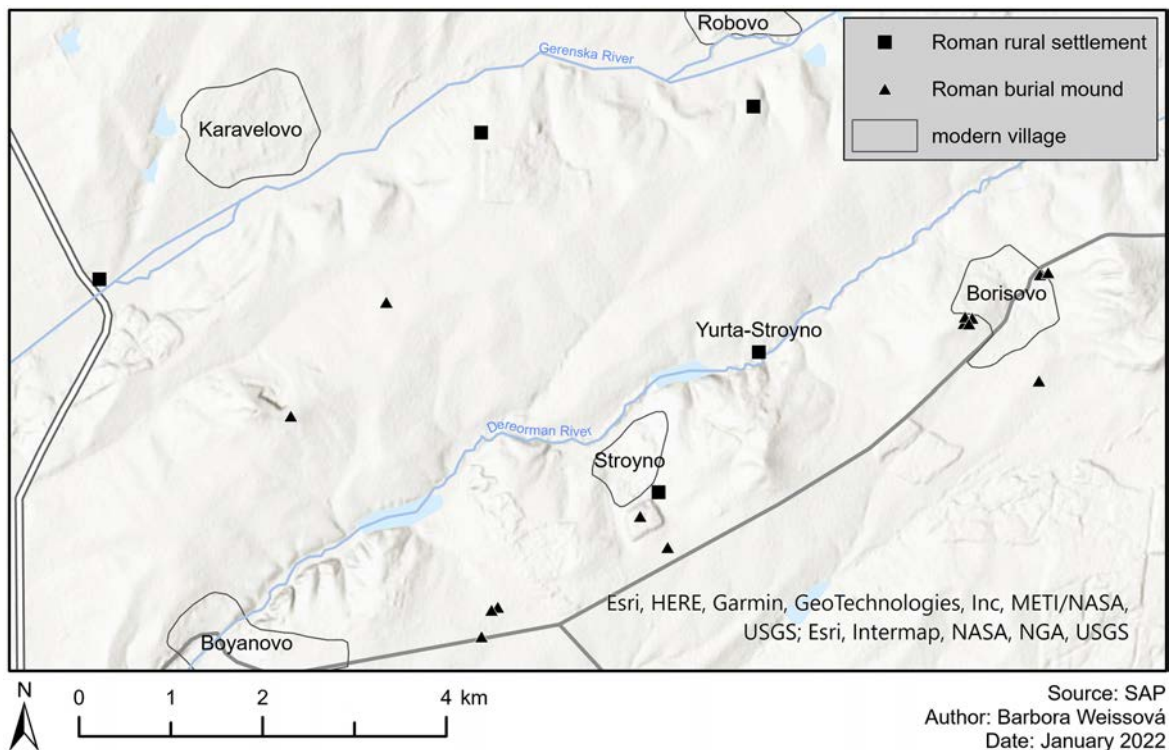 Robovo
Gerenska River
Roman rural settlement
Roman burial mound
modern village
Karavelovo
Borisovo
Yurta-Stroyno
Dereorman River
Stroyno
Boyanovo
Esri, HERE, Garmin, GeoTechnologies, Inc, METI/NASA,
USGS; Esri, Intermap, NASA, NGA, USGS
N
0 1 2 4 km
Source: SAP
Author: Barbora Weissová
Date: January 2022